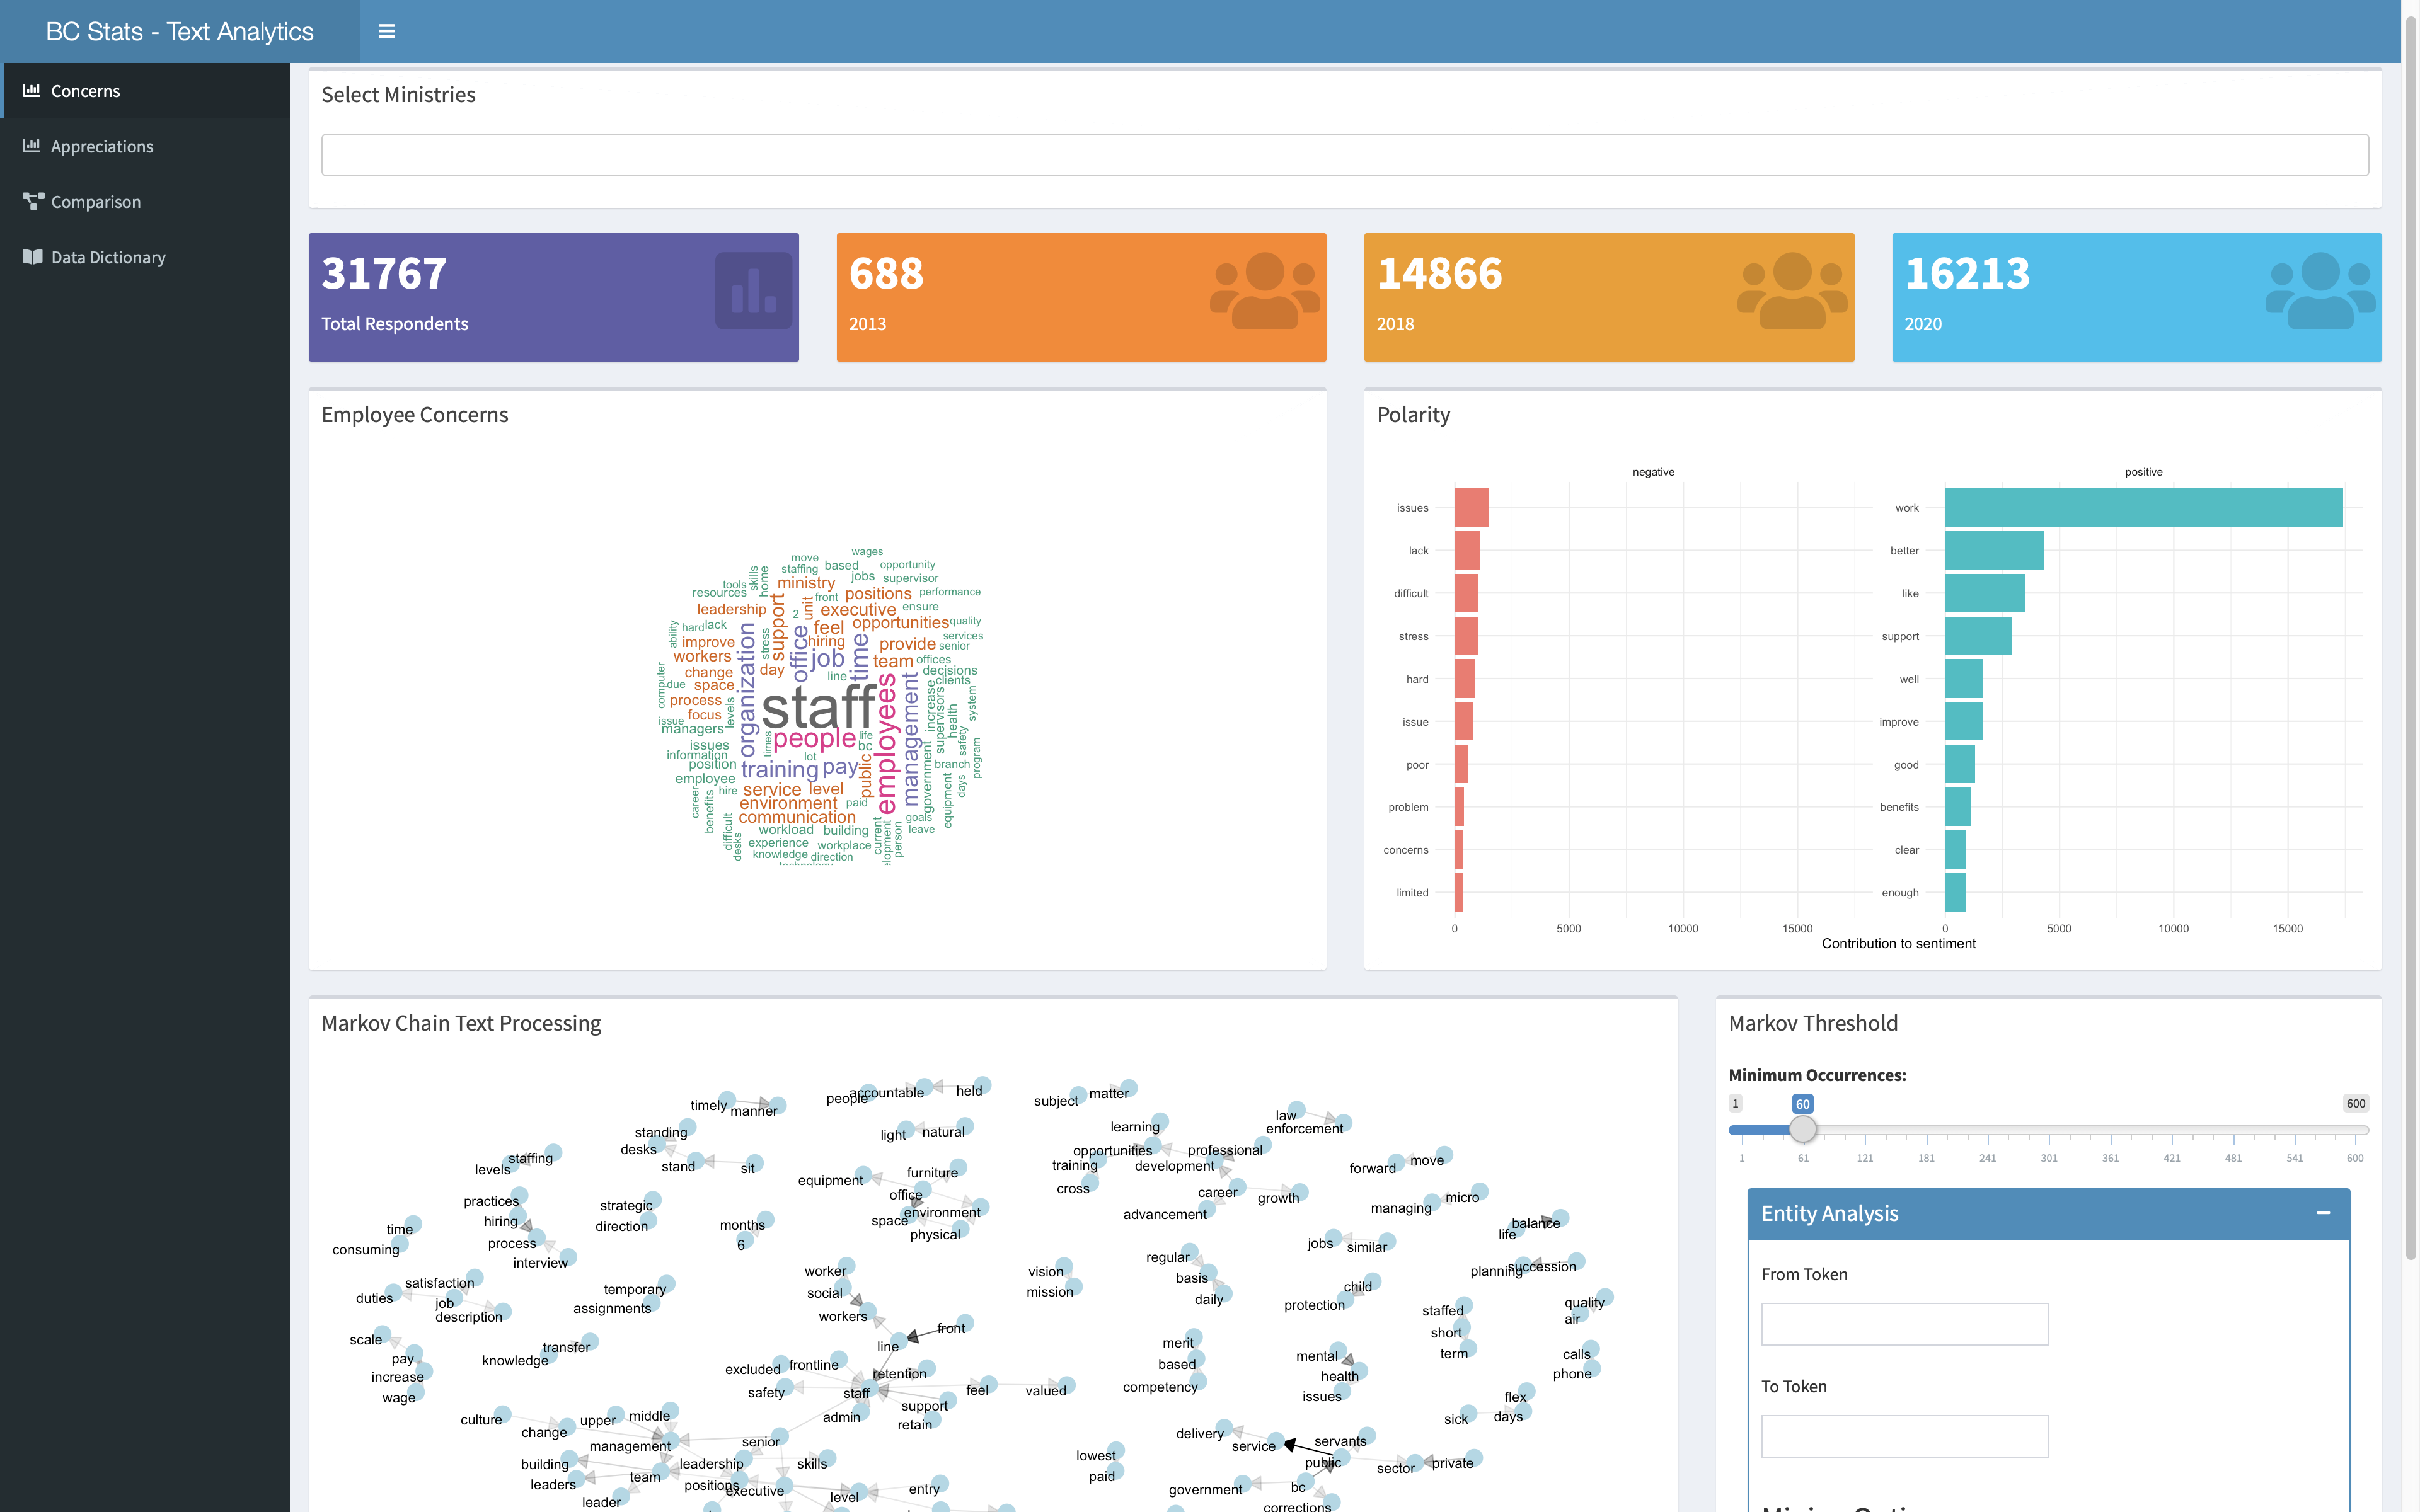 BC Stats - Text Analytics
Concerns
Appreciations
Comparison
Data Dictionary
Select Ministries
31767
Total Respondents
688
2013
14866
2018
16213
2020
Employee Concerns
wages
move
staffing
based
opportunity
skills
home
jobs
supervisor
tools
resources
ministry
positions
performance
leadership
support
2
unit
front
executive
ensure
ability
hard
lack
office
feel
opportunities
quality
improve
stress
hiring
time
provide
services
senior
workers
organization
day
job
team
offices
change
line
decisions
clients
computer
due
space
process
levels
staff
employees
management
increase
supervisors
health
system
focus
issue
managers
times
people
life
bc
safety
issues
information
position
lot
government
branch
program
employee
training
pay
public
days
equipment
career
benefits
hire
service
level
environment
paid
communication
goals
leave
difficult
desks
workload
building
current
person
experience
workplace
knowledge
direction
Polarity
negative
positive
issues
lack
difficult
stress
hard
issue
poor
problem
concerns
limited
work
better
like
support
well
improve
good
benefits
clear
enough
0 5000 10000 15000
0 5000 10000 15000
Contribution to sentiment
Markov Chain Text Processing
timely
manner
people
accountable
held
subject
matter
law
enforcement
standing
desks
stand
sit
light
natural
learning
opportunities
professional
training
development
cross
forward
move
staffing
levels
equipment
furniture
office
environment
space
physical
career
growth
advancement
managing
micro
practices
hiring
process
interview
strategic
direction
months
6
time
consuming
jobs
similar
balance
life
planning
succession
regular
basis
daily
worker
social
workers
vision
mission
child
protection
satisfaction
duties
job
description
temporary
assignments
staffed
short
term
quality
air
scale
pay
increase
wage
knowledge
transfer
front
line
excluded
frontline
retention
safety
staff
feel
valued
support
admin
retain
merit
based
competency
mental
health
issues
calls
phone
flex
sick
days
culture
change
upper
middle
management
senior
building
leaders
team
leadership
skills
positions
executive
leader
level
entry
lowest
paid
delivery
service
servants
public
sector
private
government
bc
corrections
Markov Threshold
Minimum Occurrences:
1
60
600
1 61 121 181 241 301 361 421 481 541 600
Entity Analysis
From Token
To Token